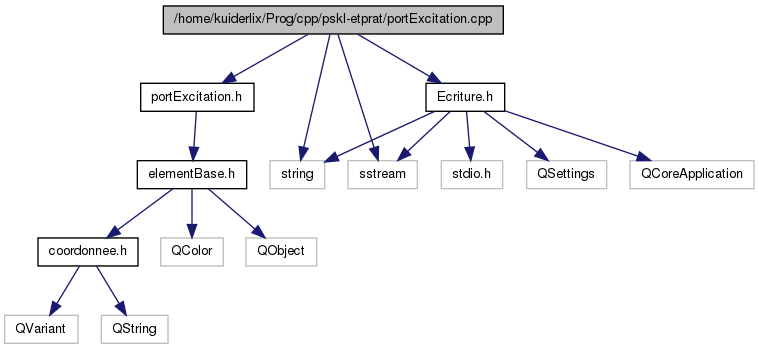 /home/kuiderlix/Prog/cpp/pskl-etprat/portExcitation.cpp
portExcitation.h
Ecriture.h
elementBase.h
string
sstream
stdio.h
QSettings
QCoreApplication
coordonnee.h
QColor
QObject
QVariant
QString